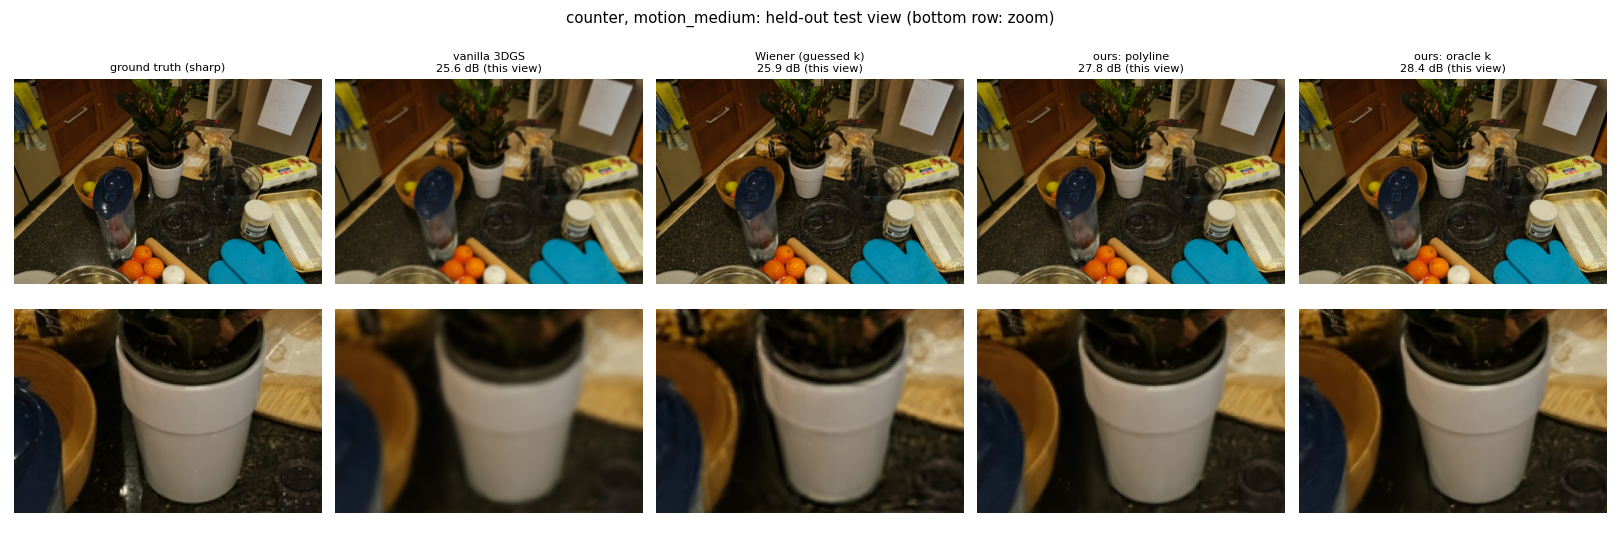 counter, motion_medium: held-out test view (bottom row: zoom)
ground truth (sharp)
vanilla 3DGS
25.6 dB (this view)
Wiener (guessed k)
25.9 dB (this view)
ours: polyline
27.8 dB (this view)
ours: oracle k
28.4 dB (this view)